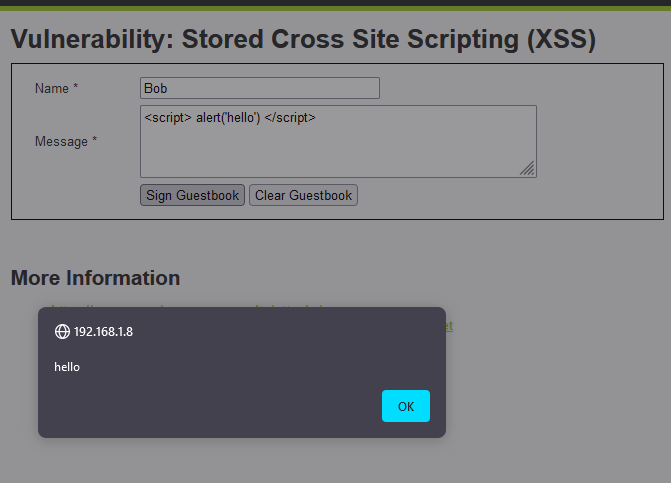 Vulnerability: Stored Cross Site Scripting (XSS)
Name * Bob
Message * <script> alert('hello') </script>
Sign Guestbook Clear Guestbook
More Information
192.168.1.8
hello
OK